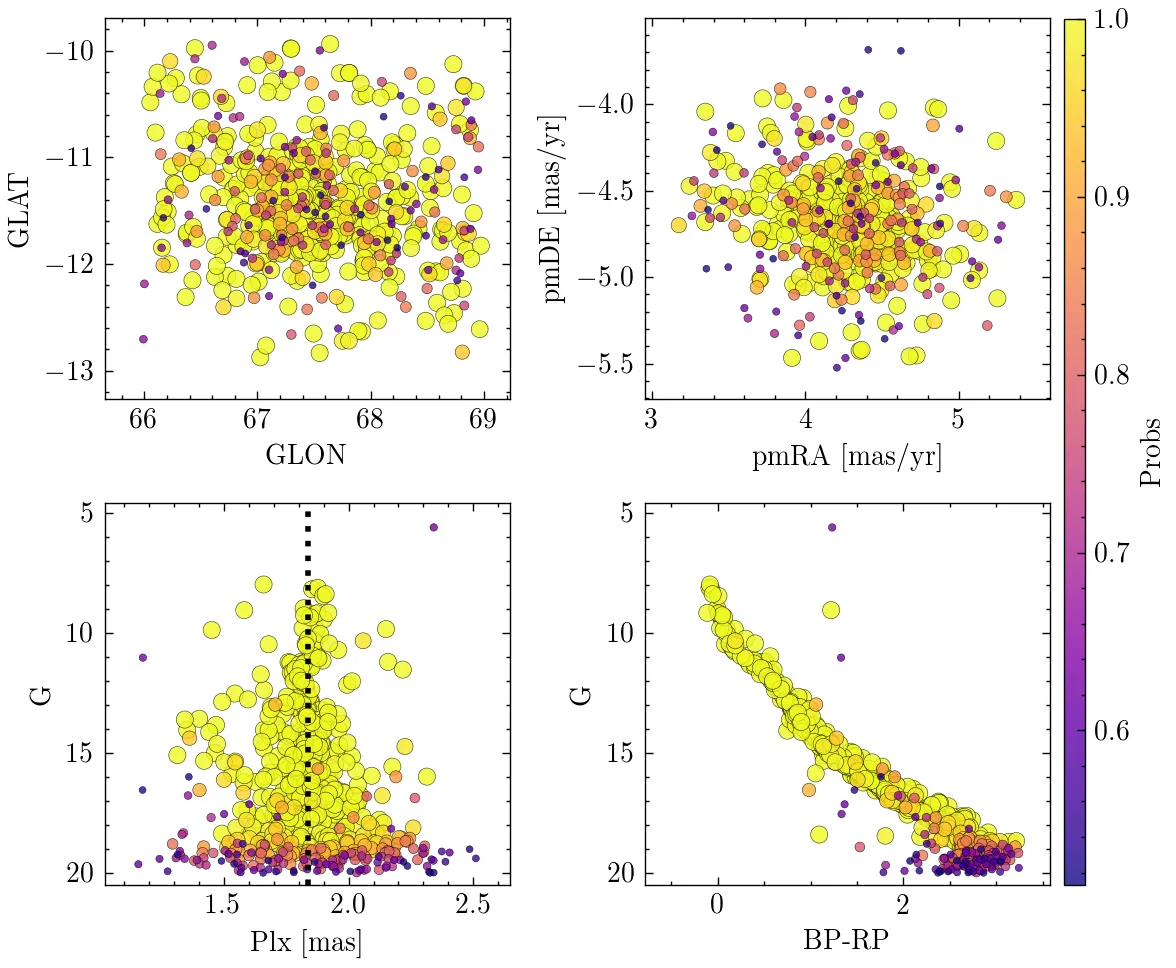 −10
−11
−12
−13
GLAT
66 67 68 69
GLON
−4.0
−4.5
−5.0
−5.5
pmDE [mas/yr]
3 4 5
pmRA [mas/yr]
5
10
15
20
G
1.5 2.0 2.5
Plx [mas]
5
10
15
20
G
0 2
BP-RP
1.0
0.9
0.8
0.7
0.6
Probs